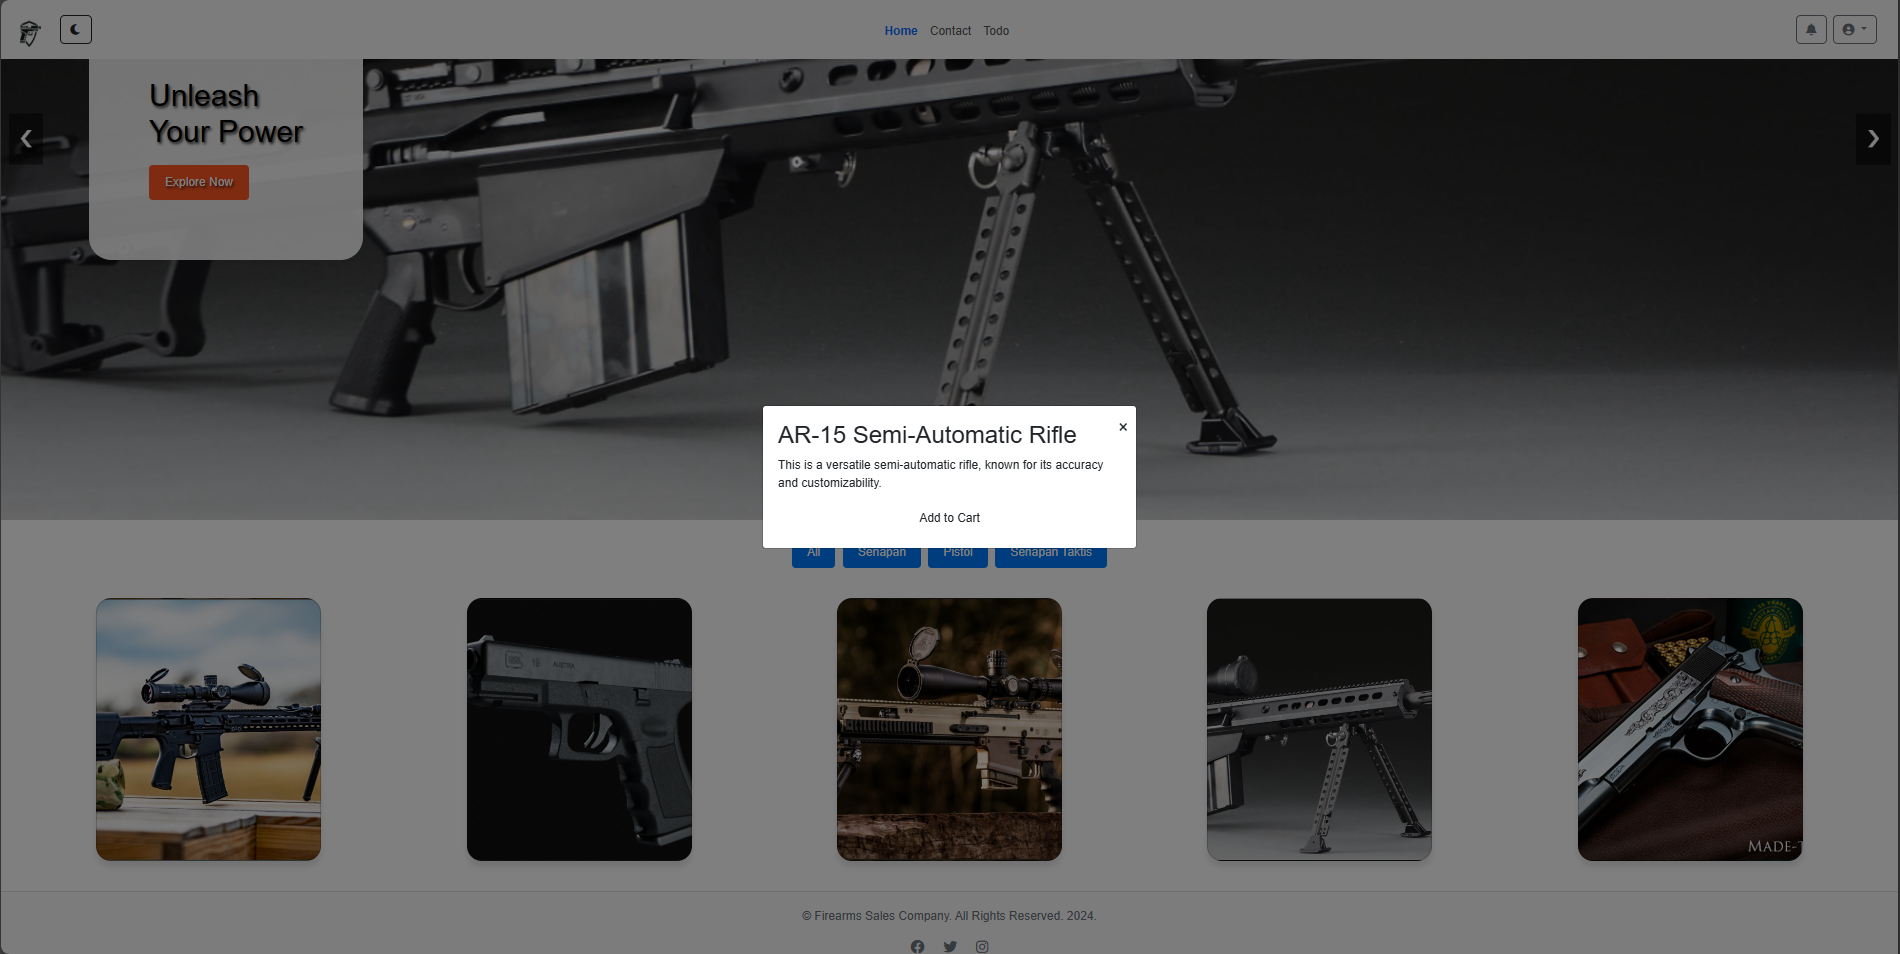 Home Contact Todo
Unleash
Your Power
Explore Now
❮
❯
AR-15 Semi-Automatic Rifle
×
This is a versatile semi-automatic rifle, known for its accuracy
and customizability.
Add to Cart
All Senapan Pistol Senapan Taktis
19 AUSTRIA
MADE-T
© Firearms Sales Company. All Rights Reserved. 2024.